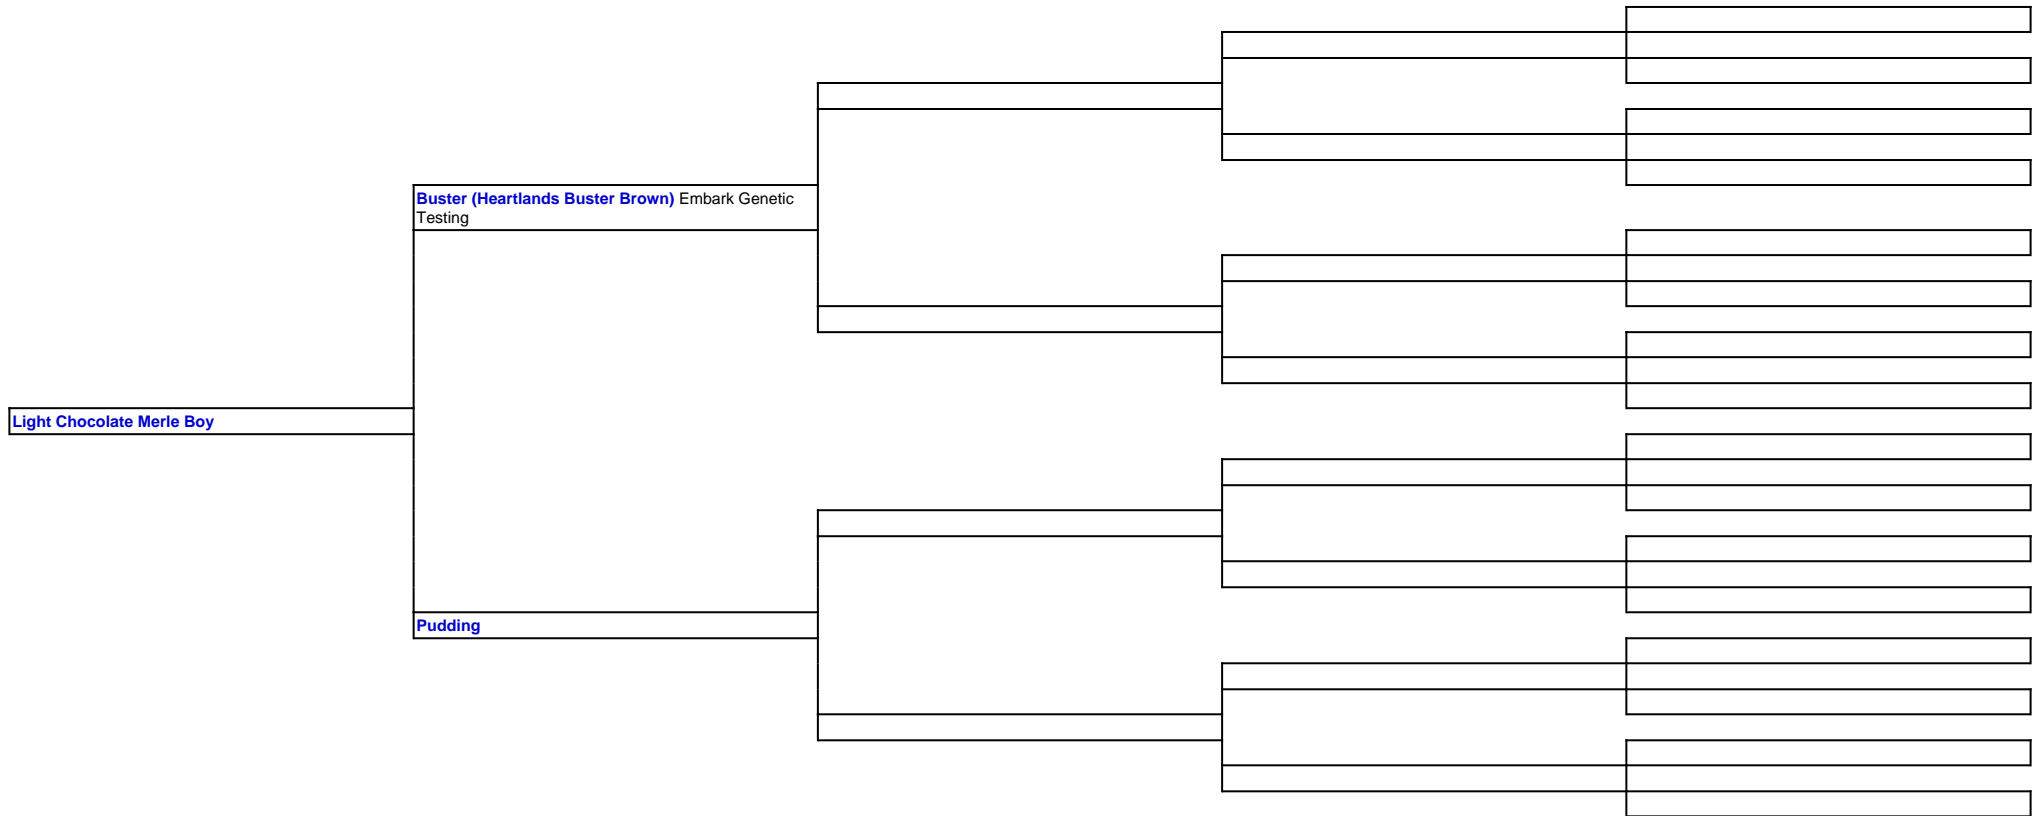 Buster (Heartlands Buster Brown) Embark Genetic
Testing
Light Chocolate Merle Boy
Pudding